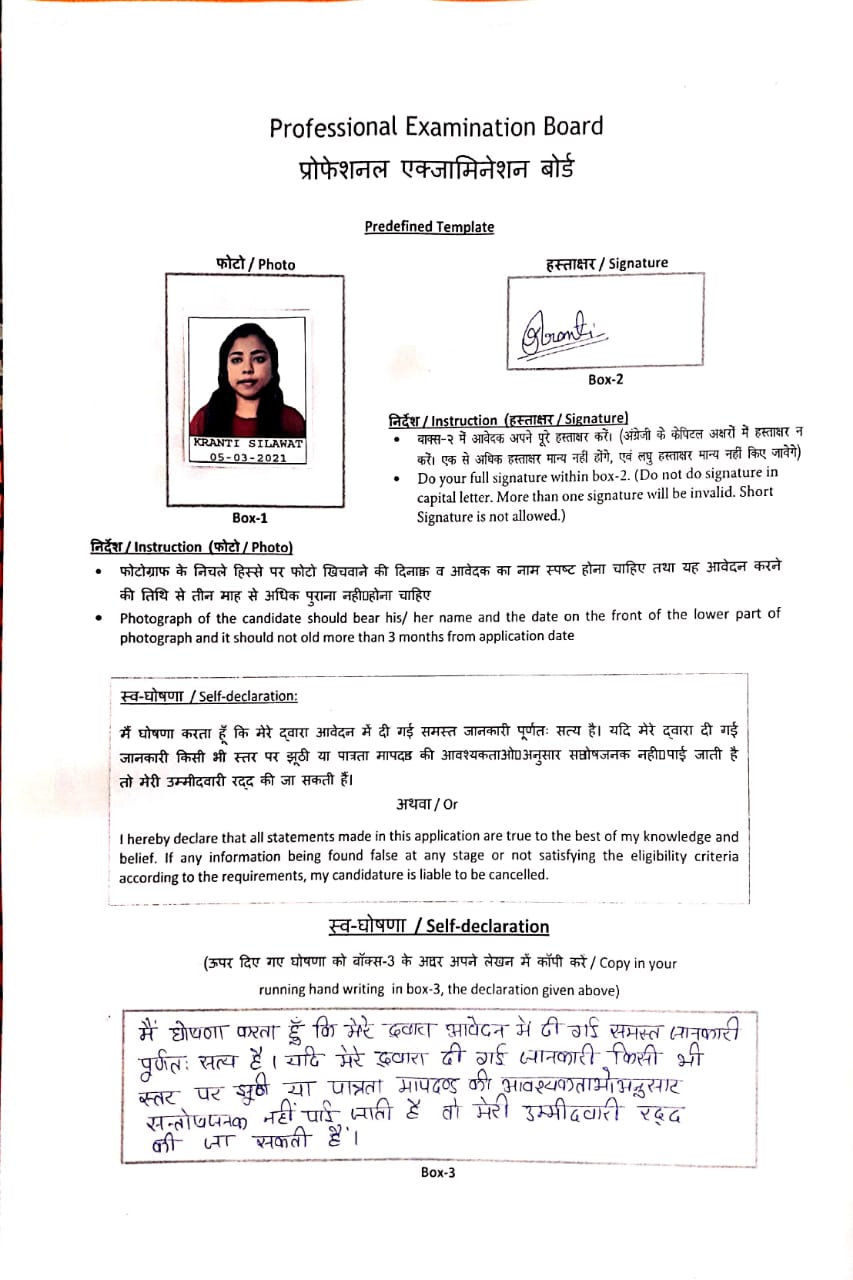 Professional Examination Board
प्रोफेशनल एक्जामिनेशन बोर्ड
Predefined Template
फोटो / Photo
KRANTI SILAWAT
05-03-2021
Box-1
हस्ताक्षर / Signature
Kranti
Box-2
निर्देश / Instruction (हस्ताक्षर / Signature)
• वाक्स-२ में आवेदक अपने पूरे हस्ताक्षर करें। (अंग्रेजी के केपिटल अक्षरों में हस्ताक्षर न
करें। एक से अधिक हस्ताक्षर मान्य नही होंगे, एवं लघु हस्ताक्षर मान्य नही किए जावेगे)
• Do your full signature within box-2. (Do not do signature in
capital letter. More than one signature will be invalid. Short
Signature is not allowed.)
निर्देश / Instruction (फोटो / Photo)
• फोटोग्राफ के निचले हिस्से पर फोटो खिचवाने की दिनाक व आवेदक का नाम स्पष्ट होना चाहिए तथा यह आवेदन करने
की तिथि से तीन माह से अधिक पुराना नही होना चाहिए
• Photograph of the candidate should bear his/ her name and the date on the front of the lower part of
photograph and it should not old more than 3 months from application date
स्व-घोषणा / Self-declaration:
मैं घोषणा करता हूँ कि मेरे द्वारा आवेदन में दी गई समस्त जानकारी पूर्णतः सत्य है। यदि मेरे द्वारा दी गई
जानकारी किसी भी स्तर पर झूठी या पात्रता मापदण्ड की आवश्यकताओ अनुसार सन्तोषजनक नही पाई जाती है
तो मेरी उम्मीदवारी रद्द की जा सकती हैं।
अथवा / Or
I hereby declare that all statements made in this application are true to the best of my knowledge and
belief. If any information being found false at any stage or not satisfying the eligibility criteria
according to the requirements, my candidature is liable to be cancelled.
स्व-घोषणा / Self-declaration
(ऊपर दिए गए घोषणा को बॉक्स-3 के अन्दर अपने लेखन में कॉपी करें / Copy in your
running hand writing in box-3, the declaration given above)
मैं घोषणा करता हूँ कि मेरे द्वारा आवेदन में दी गई समस्त जानकारी
पूर्णतः सत्य है। यदि मेरे द्वारा दी गई जानकारी किसी भी
स्तर पर झूठी या पात्रता मापदण्ड की आवश्यकताओ अनुसार
सन्तोषजनक नहीं पाई जाती है तो मेरी उम्मीदवारी रद्द
की जा सकती हैं।
Box-3